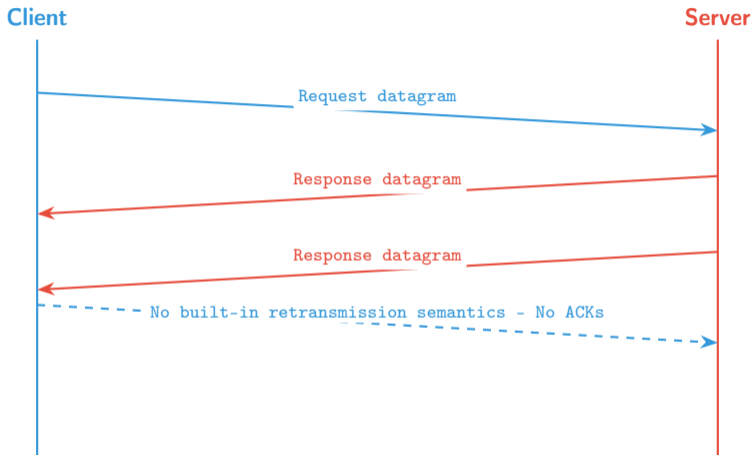 Client
Server
Request datagram
Response datagram
Response datagram
No built-in retransmission semantics - No ACKs